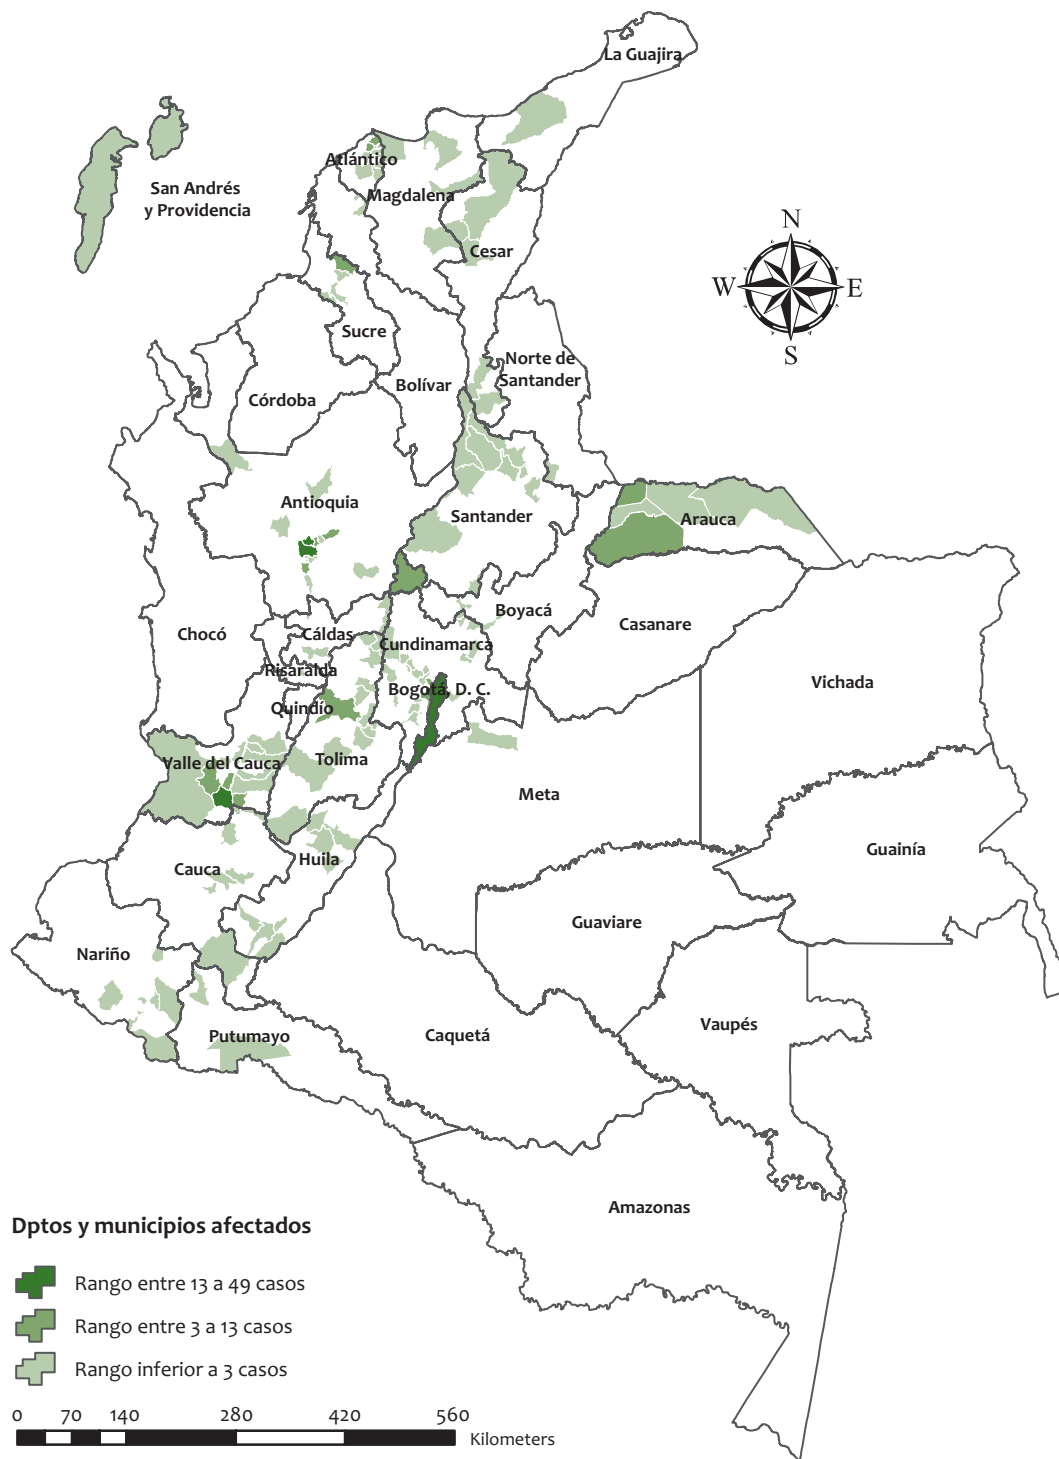 La Guajira
Atlántico
San Andrés
y Providencia
Magdalena
N
Cesar
W
E
S
Sucre
Norte de
Santander
Bolívar
Córdoba
Antioquia
Santander
Arauca
Boyacá
Chocó
Cáldas
Casanare
Cundinamarca
Risaralda
Vichada
Bogotá, D. C.
Quindío
Tolima
Valle del Cauca
Meta
Guainía
Huila
Cauca
Guaviare
Nariño
Vaupés
Caquetá
Putumayo
Amazonas
Dptos y municipios afectados
Rango entre 13 a 49 casos
Rango entre 3 a 13 casos
Rango inferior a 3 casos
0 70 140 280 420 560
Kilometers